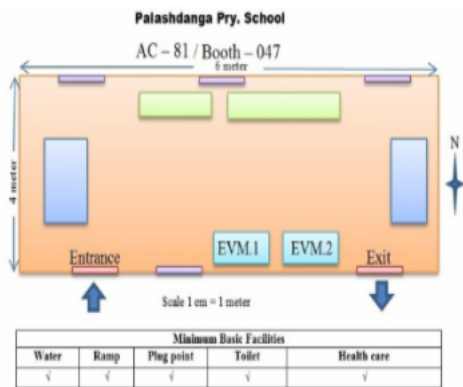 Palashdanga Pry. School
AC – 81 / Booth – 047
6 meter
4 meter
N
EVM.1 EVM.2
Entrance Exit
Scale 1 cm = 1 meter
Minimum Basic Facilities
Water Ramp Plug point Toilet Health care
√ √ √ √ √